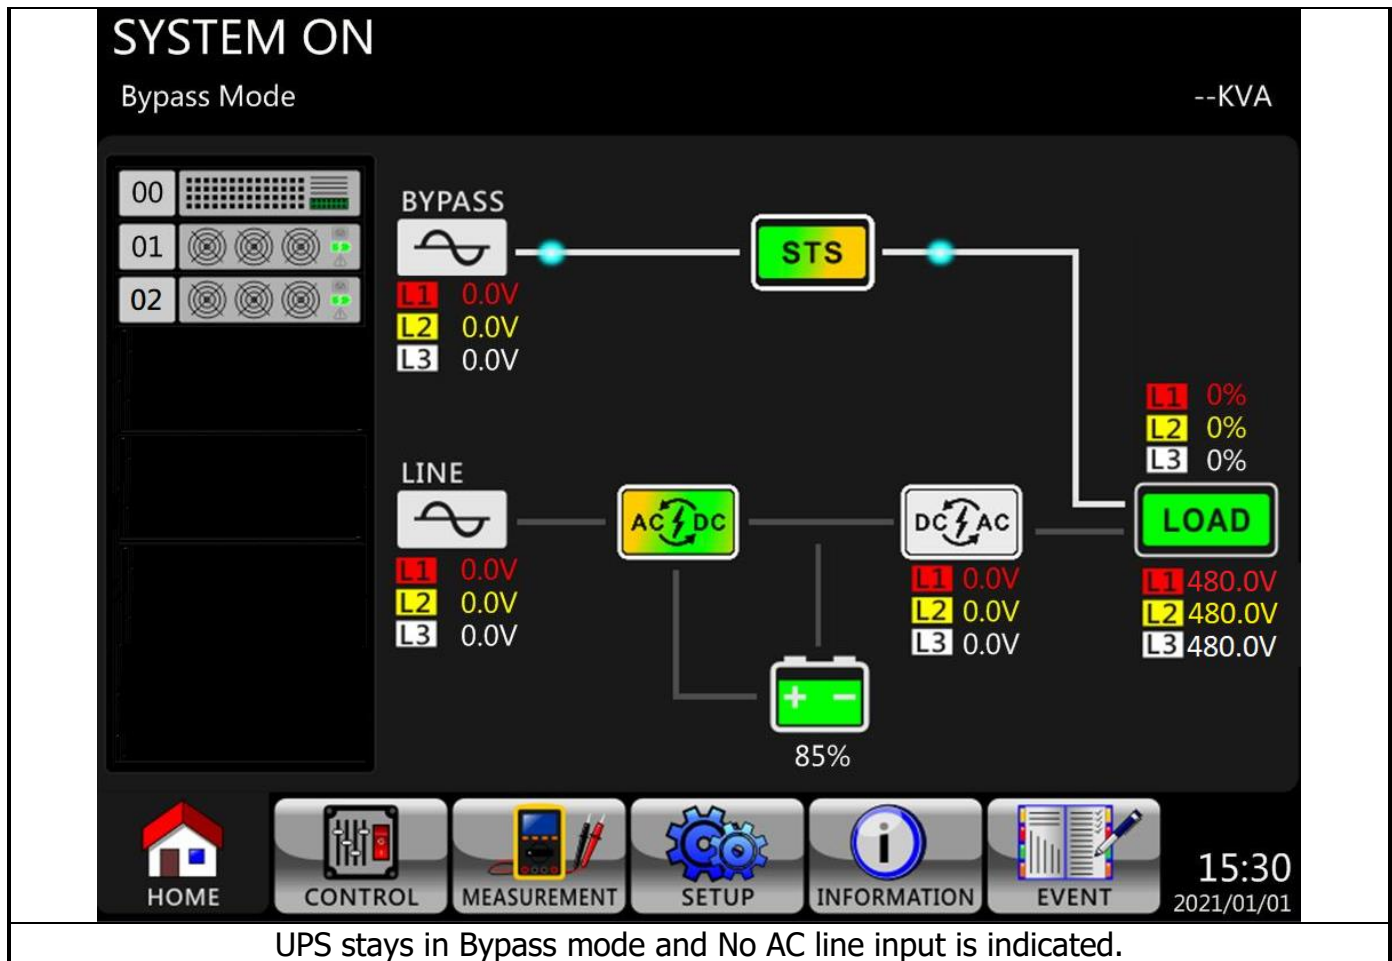 SYSTEM ON
Bypass Mode
--KVA
00
01
02
BYPASS
L1 0.0V
L2 0.0V
L3 0.0V
STS
L1 0%
L2 0%
L3 0%
LINE
AC DC
DC AC
LOAD
L1 0.0V
L2 0.0V
L3 0.0V
L1 0.0V
L2 0.0V
L3 0.0V
L1 480.0V
L2 480.0V
L3 480.0V
+ -
85%
HOME
CONTROL
MEASUREMENT
SETUP
i
INFORMATION
EVENT
15:30
2021/01/01
UPS stays in Bypass mode and No AC line input is indicated.